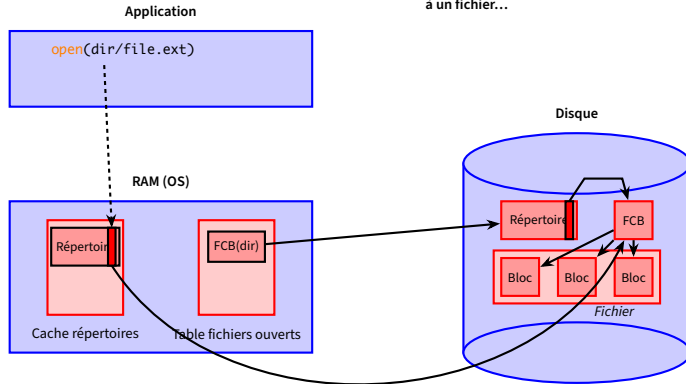 à un fichier…
Application
open(dir/file.ext)
Disque
RAM (OS)
Répertoire
FCB
Répertoir
FCB(dir)
Bloc
Bloc
Bloc
Fichier
Cache répertoires
Table fichiers ouverts